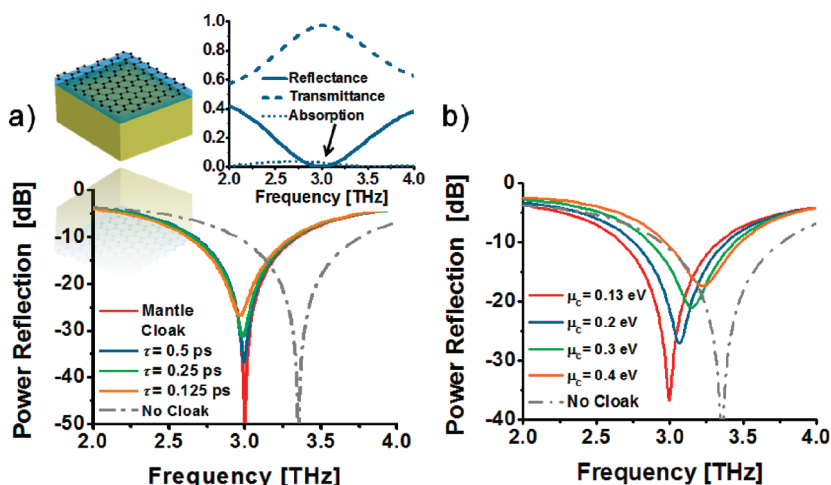 a)
1.0
0.8
0.6
0.4
0.2
0.0
Reflectance
Transmittance
Absorption
2.0 2.5 3.0 3.5 4.0
Frequency [THz]
Power Reflection [dB]
0
-10
-20
-30
-40
-50
Mantle
Cloak
τ = 0.5 ps
τ = 0.25 ps
τ = 0.125 ps
No Cloak
2.0 2.5 3.0 3.5 4.0
Frequency [THz]
b)
Power Reflection [dB]
0
-10
-20
-30
-40
μC = 0.13 eV
μC = 0.2 eV
μC = 0.3 eV
μC = 0.4 eV
No Cloak
2.0 2.5 3.0 3.5 4.0
Frequency [THz]